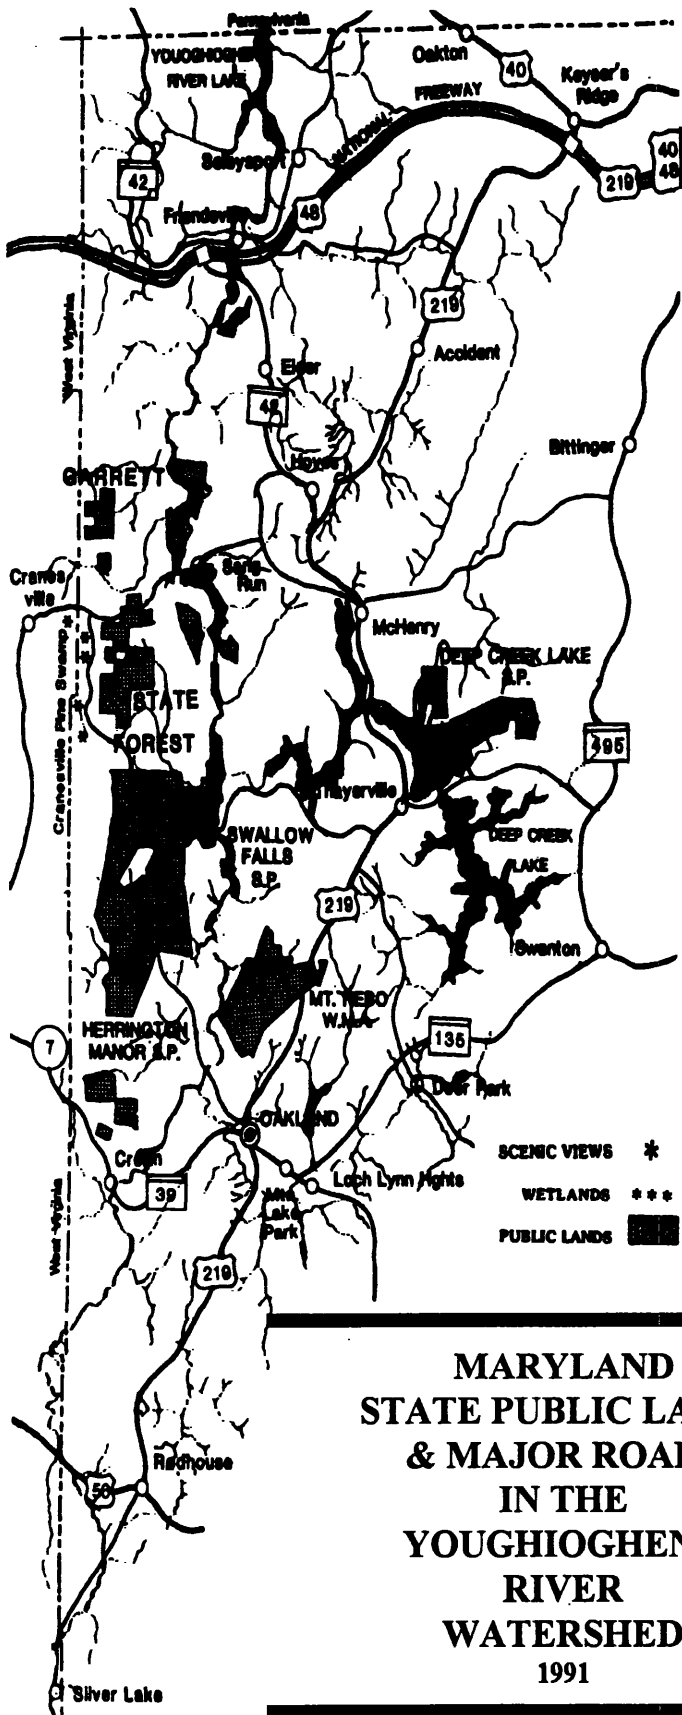 Pennsylvania
YOUGHIOGHENY
RIVER LAKE
Oakton
40
Keyser's
Ridge
FREEWAY
NATIONAL
Selbysport
42
40
48
219
Friendsville
48
219
West Virginia
Elder
Accident
42
Bittinger
Hoyes
GARRETT
Cranes
ville
Sang
Run
McHenry
Cranesville Pine Swamp
DEEP CREEK LAKE
S.P.
STATE
FOREST
495
Thayerville
SWALLOW
FALLS
S.P.
DEEP CREEK
LAKE
219
Swanton
MT. NEBO
W.M.A.
HERRINGTON
MANOR S.P.
7
135
Deer Park
OAKLAND
SCENIC VIEWS *
Crellin
39
Loch Lynn Hghts
Mtn
Lake
Park
WETLANDS * * *
West Virginia
PUBLIC LANDS
219
MARYLAND
STATE PUBLIC LA
& MAJOR ROA
IN THE
YOUGHIOGHEN
RIVER
WATERSHED
1991
Redhouse
50
Silver Lake